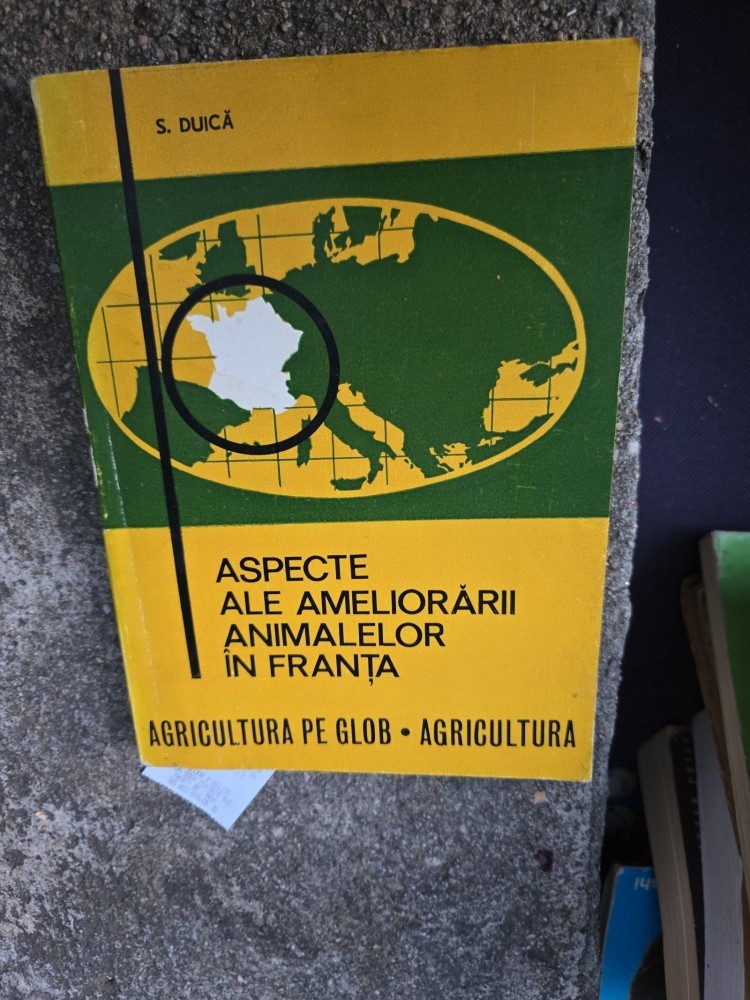 S. DUICĂ
ASPECTE
ALE AMELIORĂRII
ANIMALELOR
ÎN FRANȚA
AGRICULTURA PE GLOB • AGRICULTURA